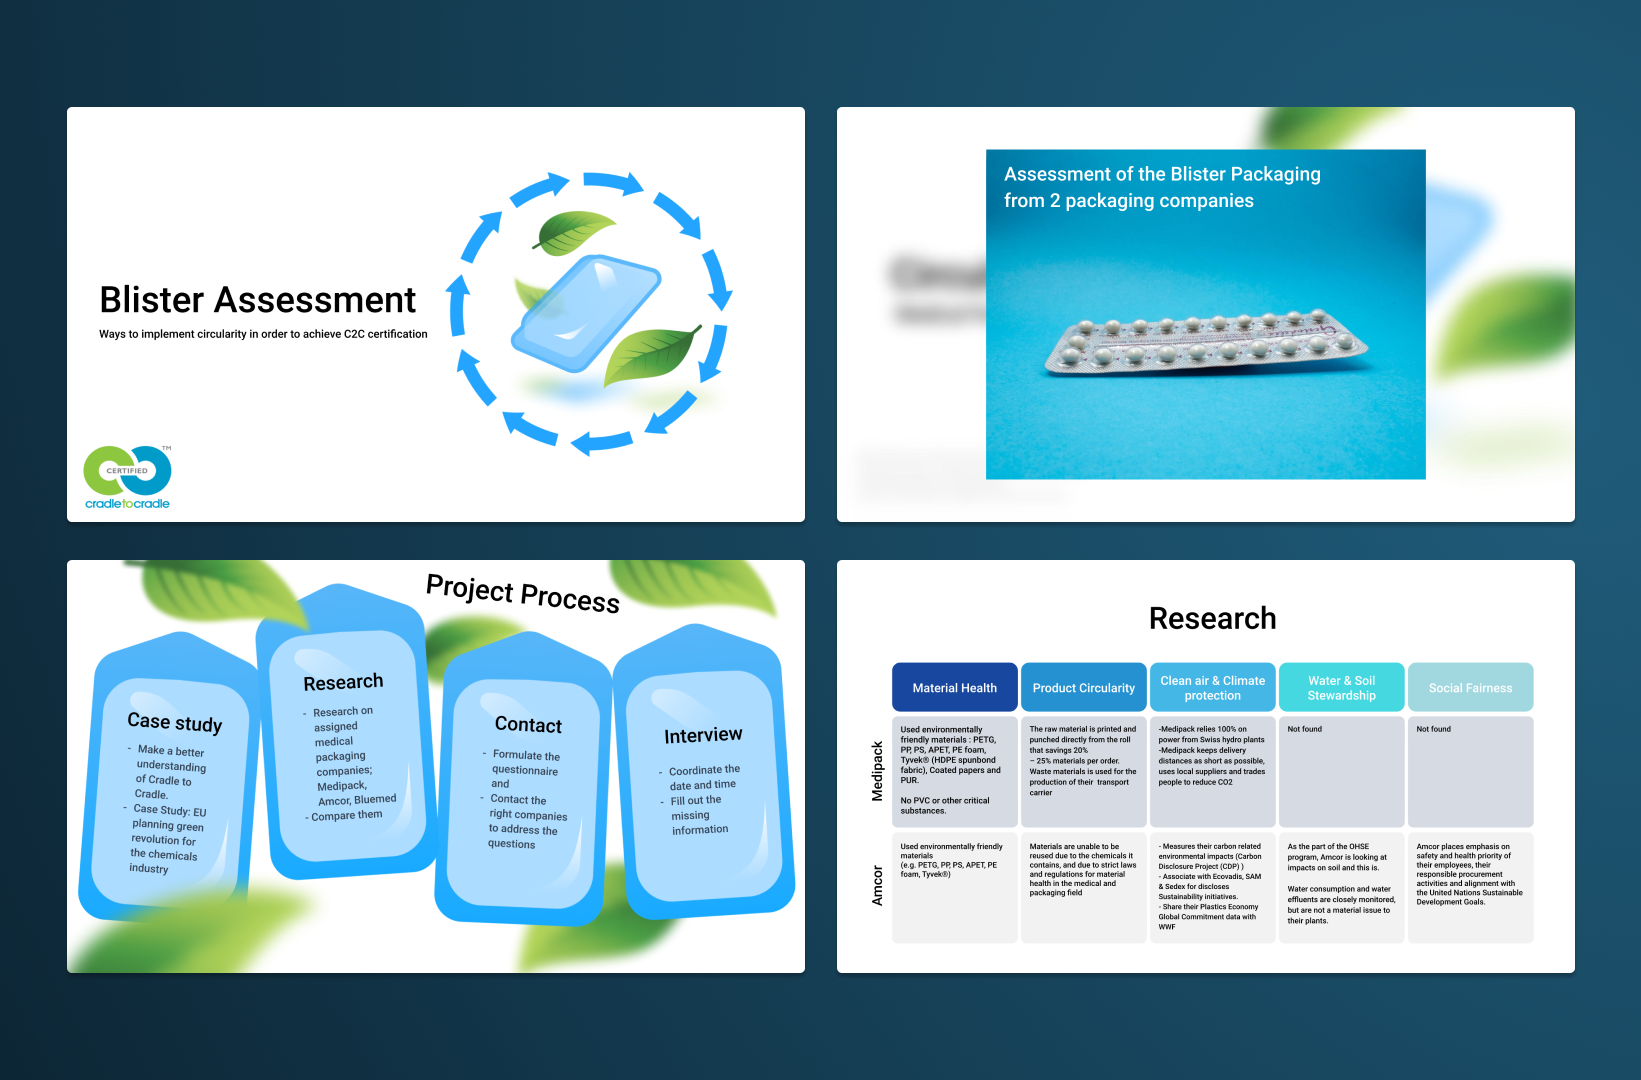 Blister Assessment
Ways to implement circularity in order to achieve C2C certification
TM
CERTIFIED
cradletocradle
Assessment of the Blister Packaging
from 2 packaging companies
Project Process
Case study
- Make a better
understanding
of Cradle to
Cradle.
- Case Study: EU
planning green
revolution for
the chemicals
industry
Research
- Research on
assigned
medical
packaging
companies;
Medipack,
Amcor, Bluemed
- Compare them
Contact
- Formulate the
questionnaire
and
- Contact the
right companies
to address the
questions
Interview
- Coordinate the
date and time
- Fill out the
missing
information
Research
Material Health
Product Circularity
Clean air & Climate
protection
Water & Soil
Stewardship
Social Fairness
Medipack
Used environmentally
friendly materials : PETG,
PP, PS, APET, PE foam,
Tyvek® (HDPE spunbond
fabric), Coated papers and
PUR.
No PVC or other critical
substances.
The raw material is printed and
punched directly from the roll
that savings 20%
– 25% materials per order.
Waste materials is used for the
production of their transport
carrier
-Medipack relies 100% on
power from Swiss hydro plants
-Medipack keeps delivery
distances as short as possible,
uses local suppliers and trades
people to reduce CO2
Not found
Not found
Amcor
Used environmentally friendly
materials
(e.g. PETG, PP, PS, APET, PE
foam, Tyvek®)
Materials are unable to be
reused due to the chemicals it
contains, and due to strict laws
and regulations for material
health in the medical and
packaging field
- Measures their carbon related
environmental impacts (Carbon
Disclosure Project (CDP) )
- Associate with Ecovadis, SAM
& Sedex for discloses
Sustainability initiatives.
- Share their Plastics Economy
Global Commitment data with
WWF
As the part of the OHSE
program, Amcor is looking at
impacts on soil and this is.
Water consumption and water
effluents are closely monitored,
but are not a material issue to
their plants.
Amcor places emphasis on
safety and health priority of
their employees, their
responsible procurement
activities and alignment with
the United Nations Sustainable
Development Goals.